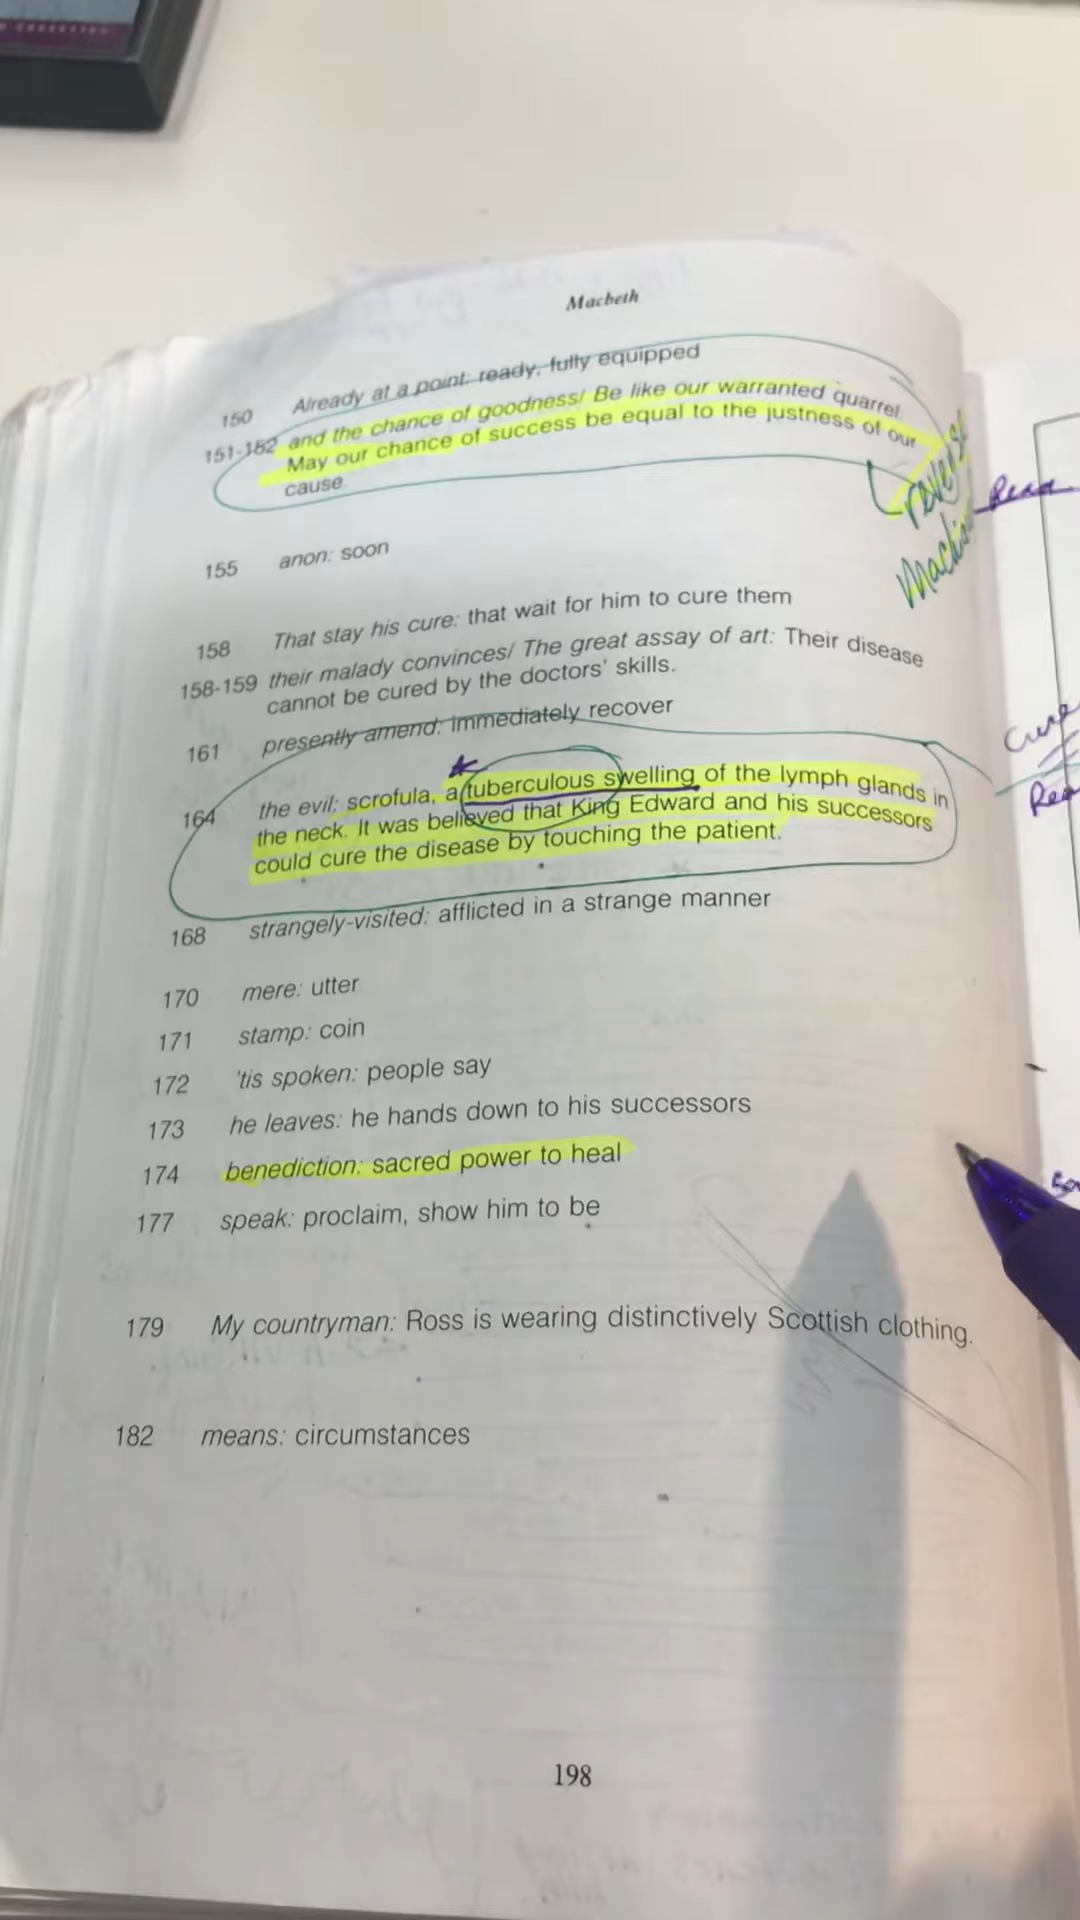 Macbeth
150 Already at a point: ready, fully equipped
151-152 and the chance of goodness/ Be like our warranted quarrel
May our chance of success be equal to the justness of our
cause.
Read
155 anon: soon
158 That stay his cure: that wait for him to cure them
158-159 their malady convinces/ The great assay of art: Their disease
cannot be cured by the doctors' skills.
161 presently amend: immediately recover
164 the evil: scrofula, a tuberculous swelling of the lymph glands in
the neck. It was believed that King Edward and his successors
could cure the disease by touching the patient.
168 strangely-visited: afflicted in a strange manner
170 mere: utter
171 stamp: coin
172 'tis spoken: people say
173 he leaves: he hands down to his successors
174 benediction: sacred power to heal
177 speak: proclaim, show him to be
179 My countryman: Ross is wearing distinctively Scottish clothing.
182 means: circumstances
198